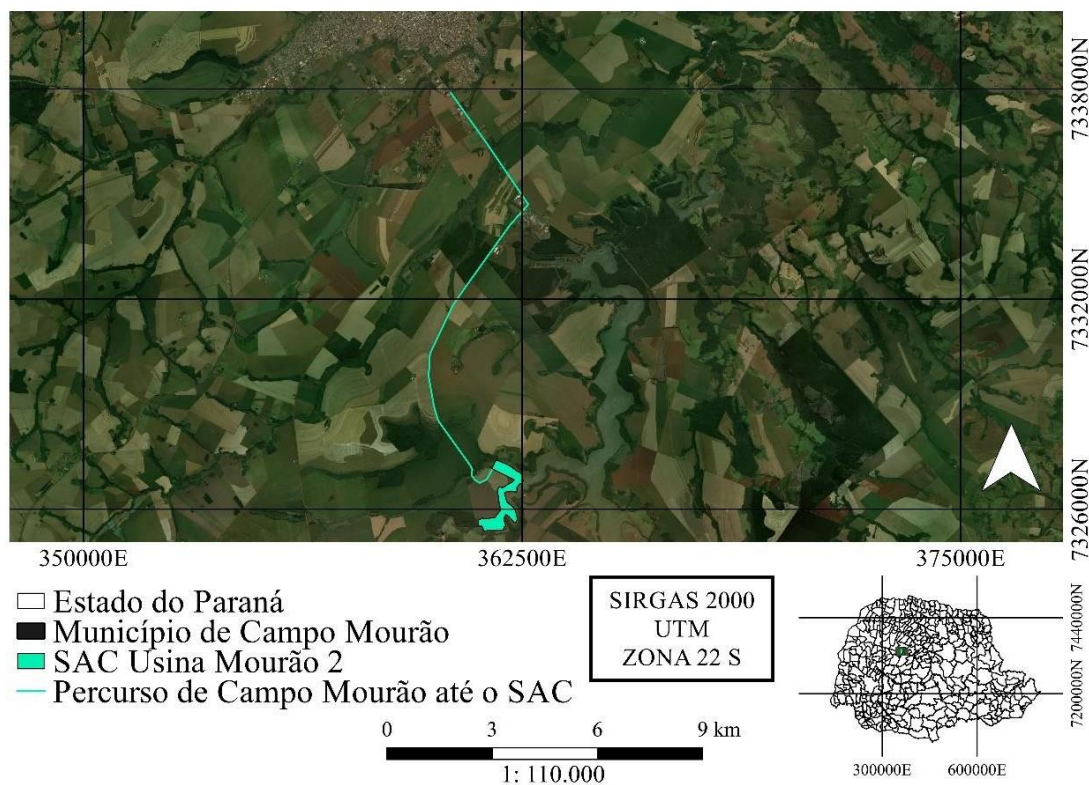 7338000N
7332000N
7326000N
350000E
362500E
375000E
Estado do Paraná
Município de Campo Mourão
SAC Usina Mourão 2
Percurso de Campo Mourão até o SAC
SIRGAS 2000
UTM
ZONA 22 S
0 3 6 9 km
1: 110.000
7440000N
7200000N
300000E
600000E